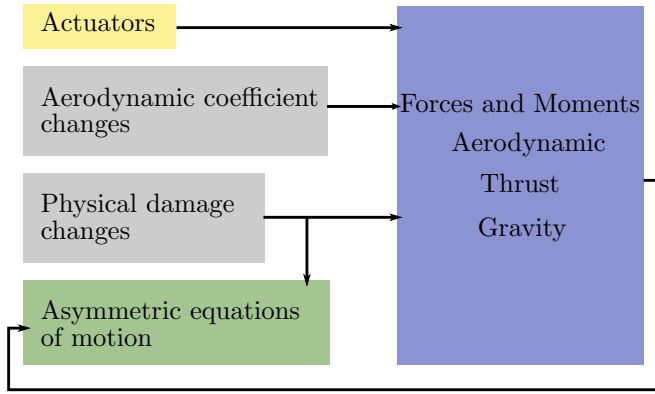 Actuators
Aerodynamic coefficient
changes
Physical damage
changes
Asymmetric equations
of motion
Forces and Moments
Aerodynamic
Thrust
Gravity